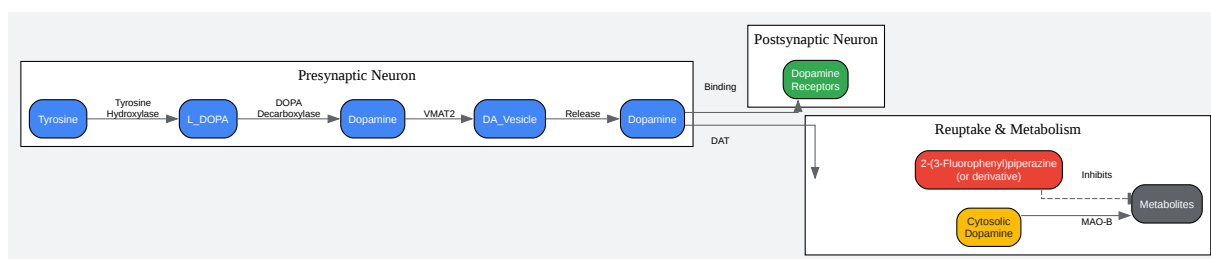 Presynaptic Neuron
Tyrosine
Tyrosine
Hydroxylase
L_DOPA
DOPA
Decarboxylase
Dopamine
VMAT2
DA_Vesicle
Release
Dopamine
Binding
DAT
Postsynaptic Neuron
Dopamine
Receptors
Reuptake & Metabolism
2-(3-Fluorophenyl)piperazine
(or derivative)
Inhibits
Cytosolic
Dopamine
MAO-B
Metabolites